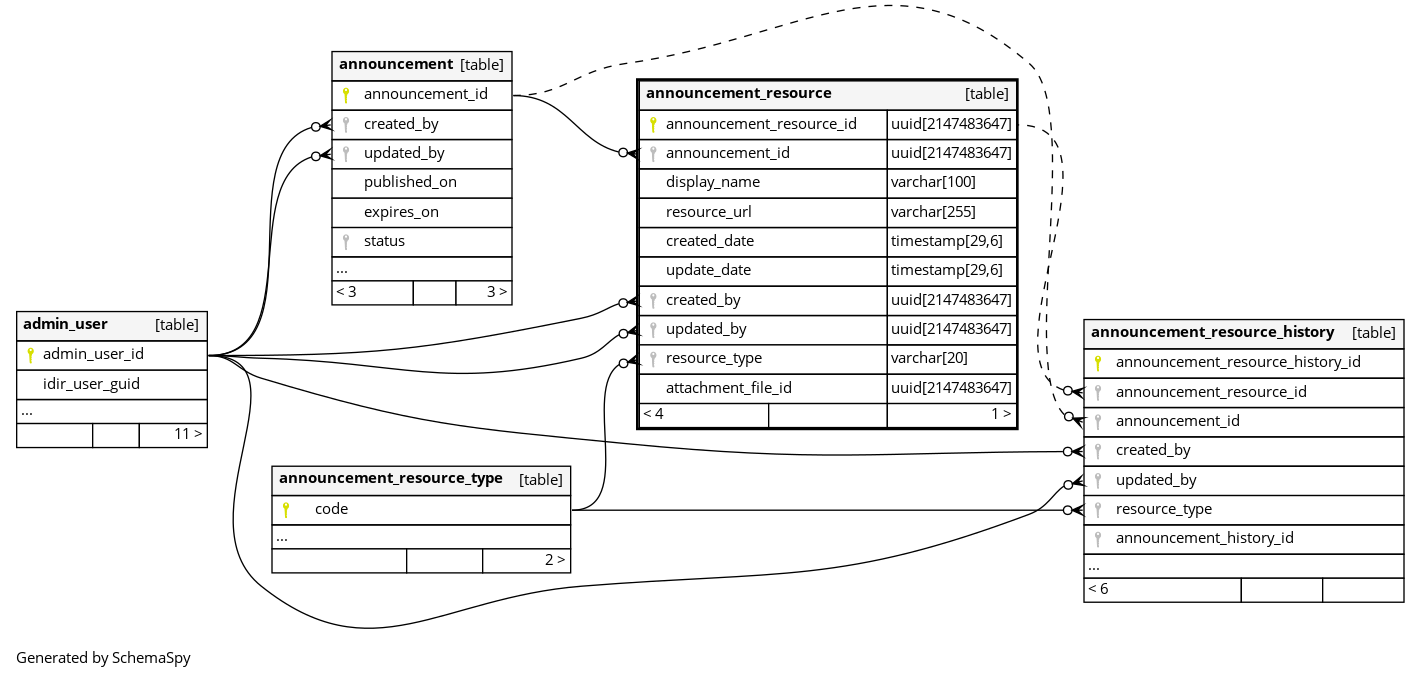 announcement [table]
announcement_id
created_by
updated_by
published_on
expires_on
status
...
< 3 3 >
announcement_resource [table]
announcement_resource_id uuid[2147483647]
announcement_id uuid[2147483647]
display_name varchar[100]
resource_url varchar[255]
created_date timestamp[29,6]
update_date timestamp[29,6]
created_by uuid[2147483647]
updated_by uuid[2147483647]
resource_type varchar[20]
attachment_file_id uuid[2147483647]
< 4 1 >
admin_user [table]
admin_user_id
idir_user_guid
...
11 >
announcement_resource_history [table]
announcement_resource_history_id
announcement_resource_id
announcement_id
created_by
updated_by
resource_type
announcement_history_id
...
< 6
announcement_resource_type [table]
code
...
2 >
Generated by SchemaSpy